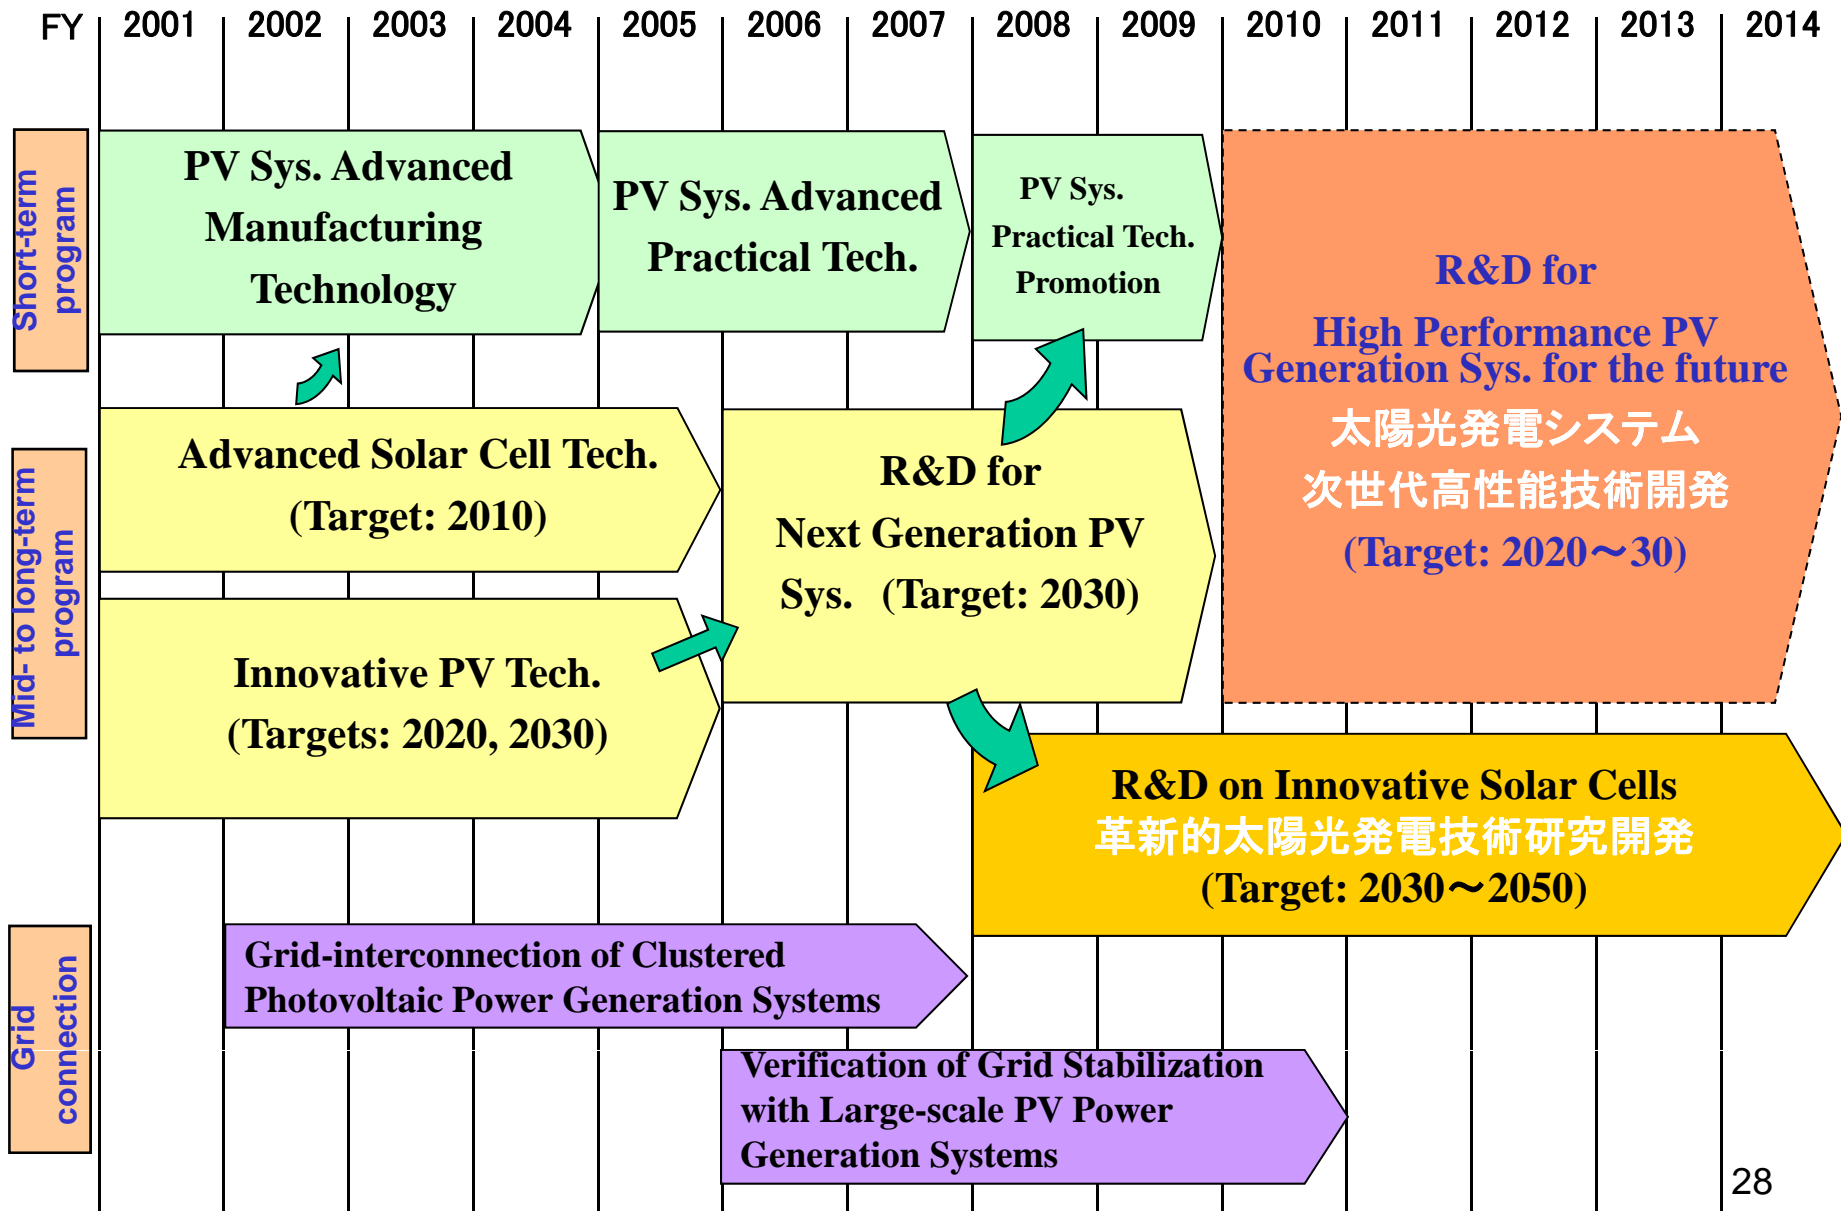 FY 2001 2002 2003 2004 2005 2006 2007 2008 2009 2010 2011 2012 2013 2014
Short-term
program
PV Sys. Advanced
Manufacturing
Technology
PV Sys. Advanced
Practical Tech.
PV Sys.
Practical Tech.
Promotion
R&D for
High Performance PV
Generation Sys. for the future
太陽光発電システム
次世代高性能技術開発
(Target: 2020～30)
Mid- to long-term
program
Advanced Solar Cell Tech.
(Target: 2010)
R&D for
Next Generation PV
Sys. (Target: 2030)
Innovative PV Tech.
(Targets: 2020, 2030)
R&D on Innovative Solar Cells
革新的太陽光発電技術研究開発
(Target: 2030～2050)
Grid
connection
Grid-interconnection of Clustered
Photovoltaic Power Generation Systems
Verification of Grid Stabilization
with Large-scale PV Power
Generation Systems
28